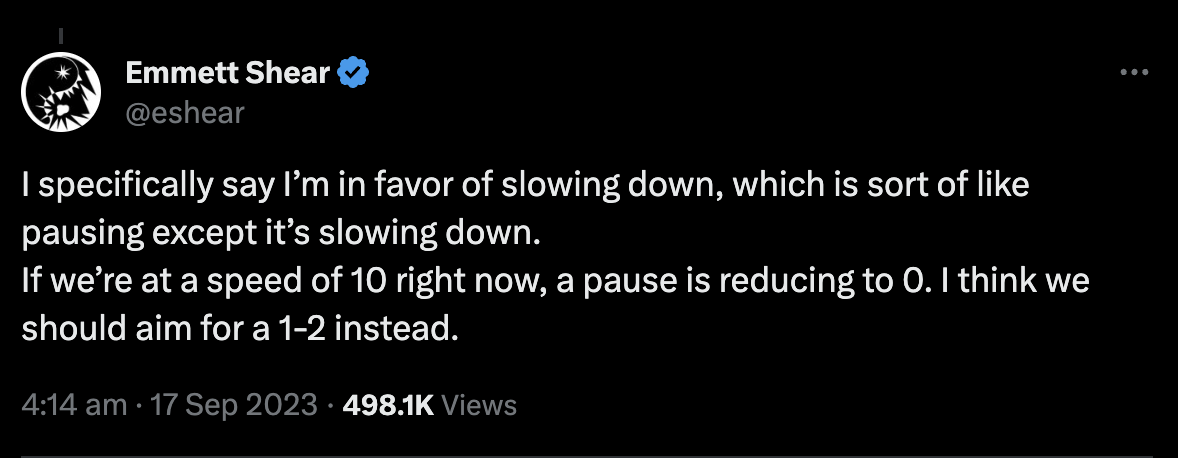 Emmett Shear
@eshear
I specifically say I’m in favor of slowing down, which is sort of like
pausing except it’s slowing down.
If we’re at a speed of 10 right now, a pause is reducing to 0. I think we
should aim for a 1-2 instead.
4:14 am · 17 Sep 2023 · 498.1K Views